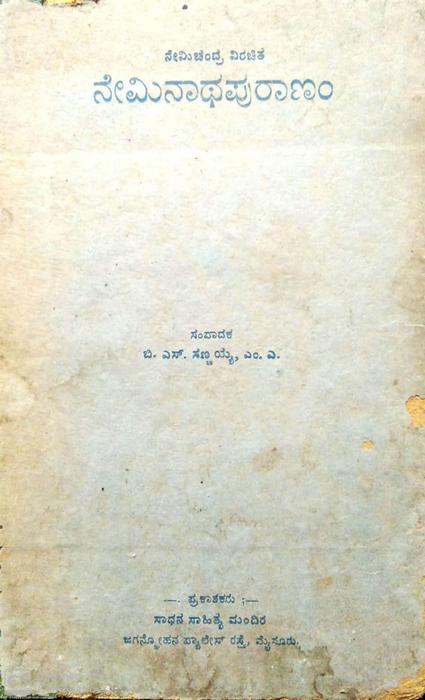 ನೇಮಿಚಂದ್ರ ವಿರಚಿತ
ನೇಮಿನಾಥಪುರಾಣಂ
ಸಂಪಾದಕ
ಬಿ. ಎಸ್. ಸಣ್ಣಯ್ಯ, ಎಂ. ಎ.
—. ಪ್ರಕಾಶಕರು :—
ಸಾಧನ ಸಾಹಿತ್ಯ ಮಂದಿರ
ಜಗನ್ಮೋಹನ ಪ್ಯಾಲೇಸ್ ರಸ್ತೆ, ಮೈಸೂರು.